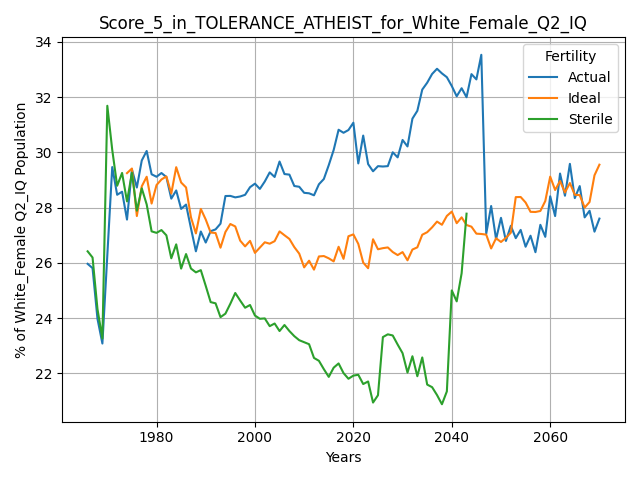 Score_5_in_TOLERANCE_ATHEIST_for_White_Female_Q2_IQ
% of White_Female Q2_IQ Population
34
32
30
28
26
24
22
Fertility
Actual
Ideal
Sterile
1980
2000
2020
2040
2060
Years